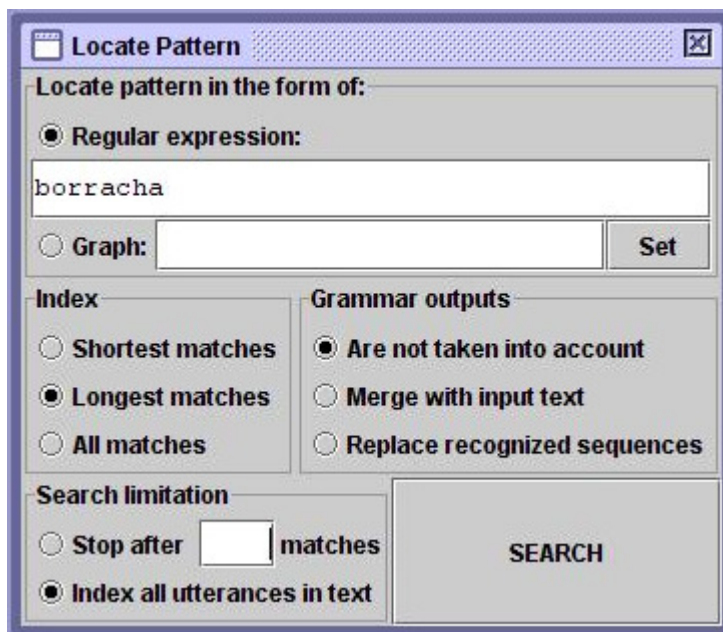 Locate Pattern
Locate pattern in the form of:
Regular expression:
borracha
Graph:
Set
Index
Shortest matches
Longest matches
All matches
Grammar outputs
Are not taken into account
Merge with input text
Replace recognized sequences
Search limitation
Stop after matches
Index all utterances in text
SEARCH